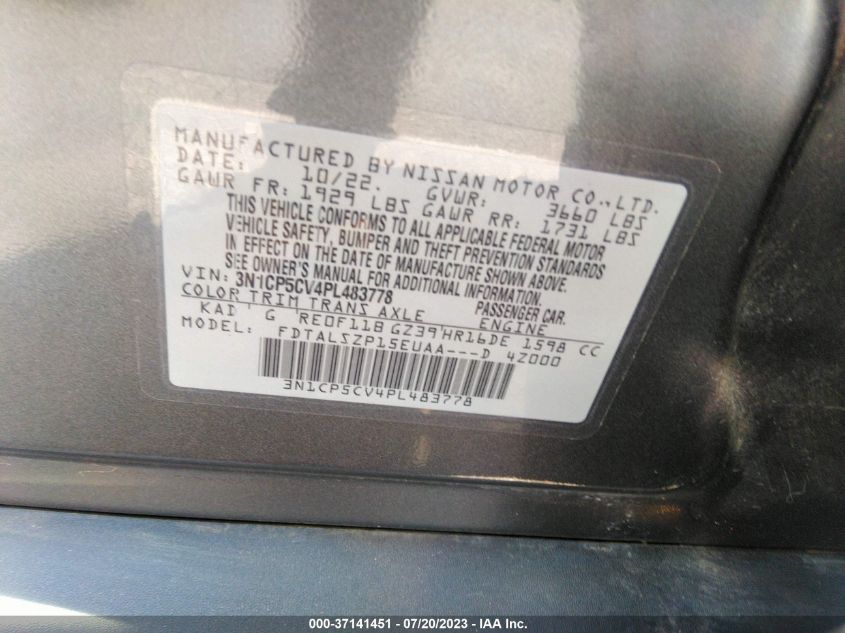 MANUFACTURED BY NISSAN MOTOR CO.,LTD.
DATE: 10/22. GVWR: 3660 LBS
GAWR FR: 1929 LBS GAWR RR: 1731 LBS
THIS VEHICLE CONFORMS TO ALL APPLICABLE FEDERAL MOTOR
VEHICLE SAFETY, BUMPER AND THEFT PREVENTION STANDARDS
IN EFFECT ON THE DATE OF MANUFACTURE SHOWN ABOVE.
SEE OWNER'S MANUAL FOR ADDITIONAL INFORMATION.
VIN: 3N1CP5CV4PL483778 PASSENGER CAR.
COLOR TRIM TRANS AXLE ENGINE
KAD G RE0F11B GZ39 HR16DE 1598 CC
MODEL: FDTALSZP15EUAA---D 4Z000
3N1CP5CV4PL483778
000-37141451 - 07/20/2023 - IAA Inc.